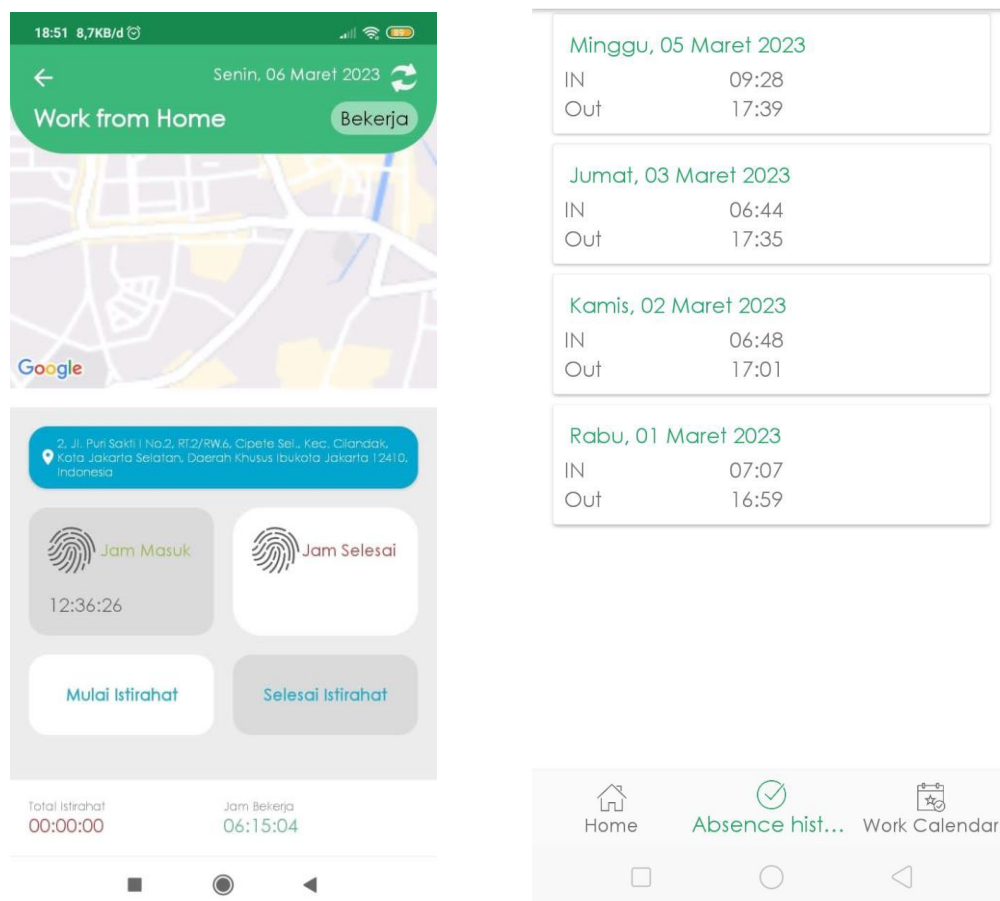 18:51 8,7KB/d
89
Senin, 06 Maret 2023
Work from Home
Bekerja
Google
2, Jl. Puri Sakti I No.2, RT.2/RW.6, Cipete Sel., Kec. Cilandak,
Kota Jakarta Selatan, Daerah Khusus Ibukota Jakarta 12410,
Indonesia
Jam Masuk
12:36:26
Jam Selesai
Mulai Istirahat
Selesai Istirahat
Total Istirahat
00:00:00
Jam Bekerja
06:15:04
Minggu, 05 Maret 2023
IN 09:28
Out 17:39
Jumat, 03 Maret 2023
IN 06:44
Out 17:35
Kamis, 02 Maret 2023
IN 06:48
Out 17:01
Rabu, 01 Maret 2023
IN 07:07
Out 16:59
Home
Absence hist...
Work Calendar